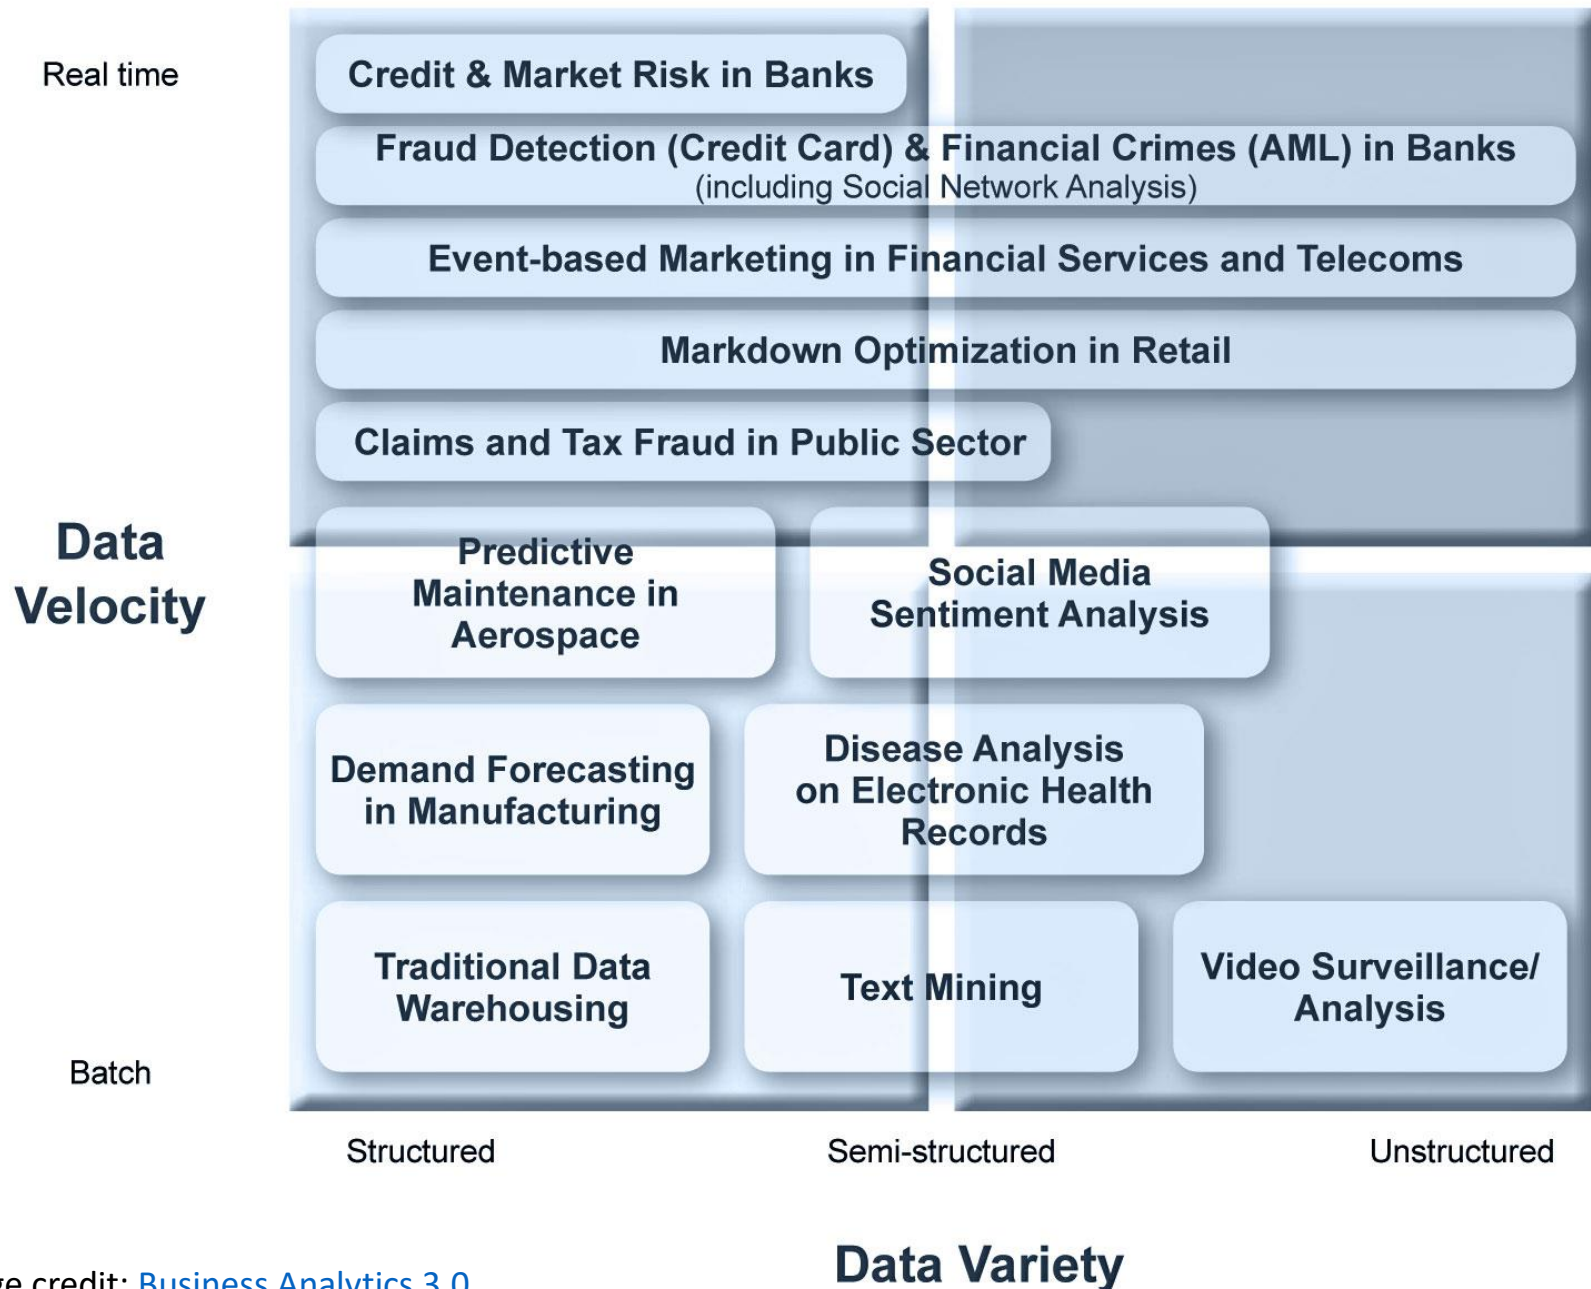 Real time
Credit & Market Risk in Banks
Fraud Detection (Credit Card) & Financial Crimes (AML) in Banks
(including Social Network Analysis)
Event-based Marketing in Financial Services and Telecoms
Markdown Optimization in Retail
Claims and Tax Fraud in Public Sector
Data
Velocity
Predictive
Maintenance in
Aerospace
Social Media
Sentiment Analysis
Demand Forecasting
in Manufacturing
Disease Analysis
on Electronic Health
Records
Traditional Data
Warehousing
Text Mining
Video Surveillance/
Analysis
Batch
Structured
Semi-structured
Unstructured
Data Variety
ge credit: Business Analytics 3.0